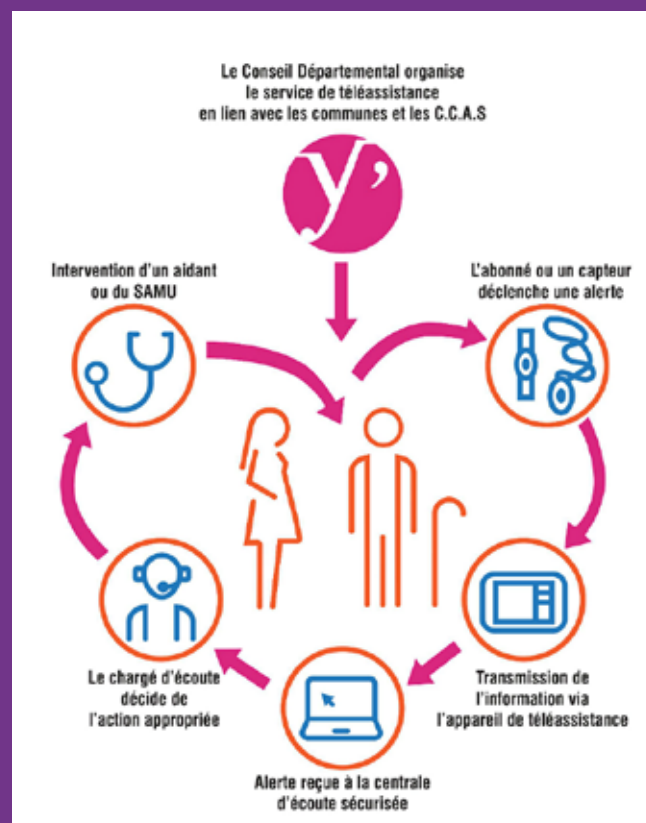 Le Conseil Départemental organise
le service de téléassistance
en lien avec les communes et les C.C.A.S
y'
Intervention d'un aidant
ou du SAMU
L'abonné ou un capteur
déclenche une alerte
Le chargé d'écoute
décide de
l'action appropriée
Transmission de
l'information via
l'appareil de téléassistance
Alerte reçue à la centrale
d'écoute sécurisée